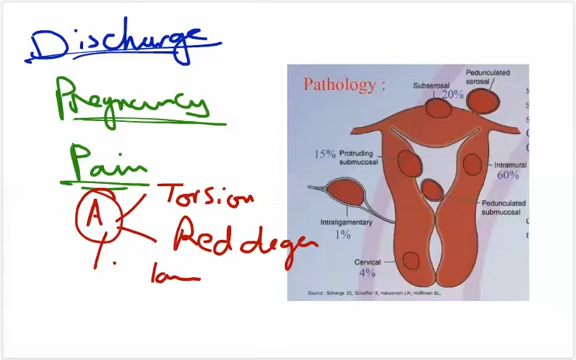 Discharge
Pregnancy
Pain
A
Torsion
Red degen
Pathology :
Subserosal
20%
Pedunculated
serosal
15%
Protruding
submucosal
Intramural
60%
Pedunculated
submucosal
Intraligamentary
1%
Cervical
4%